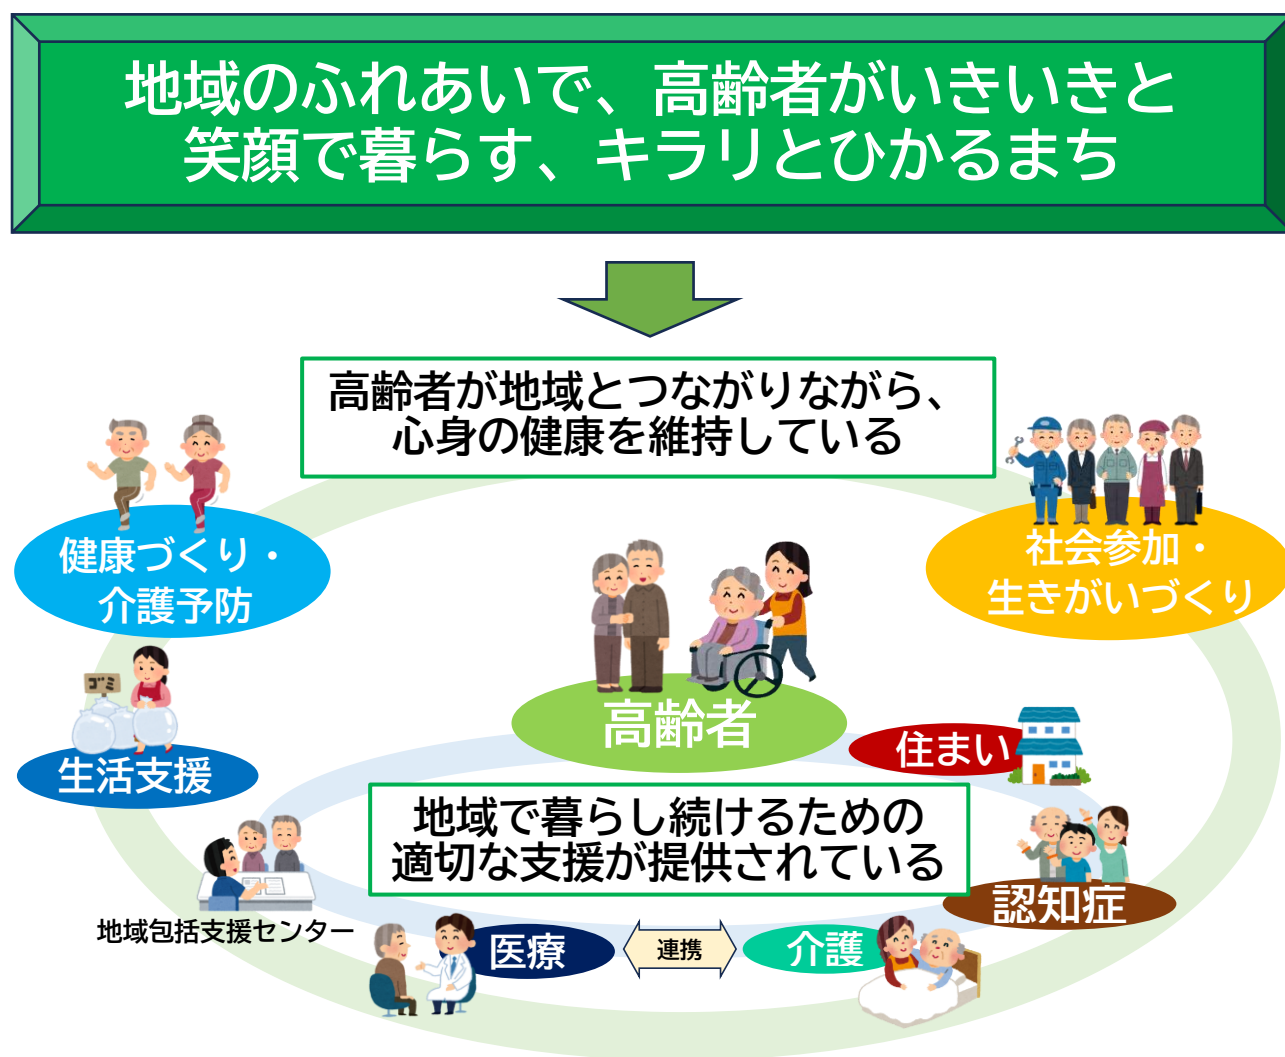 地域のふれあいで、高齢者がいきいきと
笑顔で暮らす、キラリとひかるまち
高齢者が地域とつながりながら、
心身の健康を維持している
健康づくり・
介護予防
社会参加・
生きがいづくり
高齢者
住まい
ゴミ
生活支援
地域で暮らし続けるための
適切な支援が提供されている
認知症
地域包括支援センター
医療
連携
介護